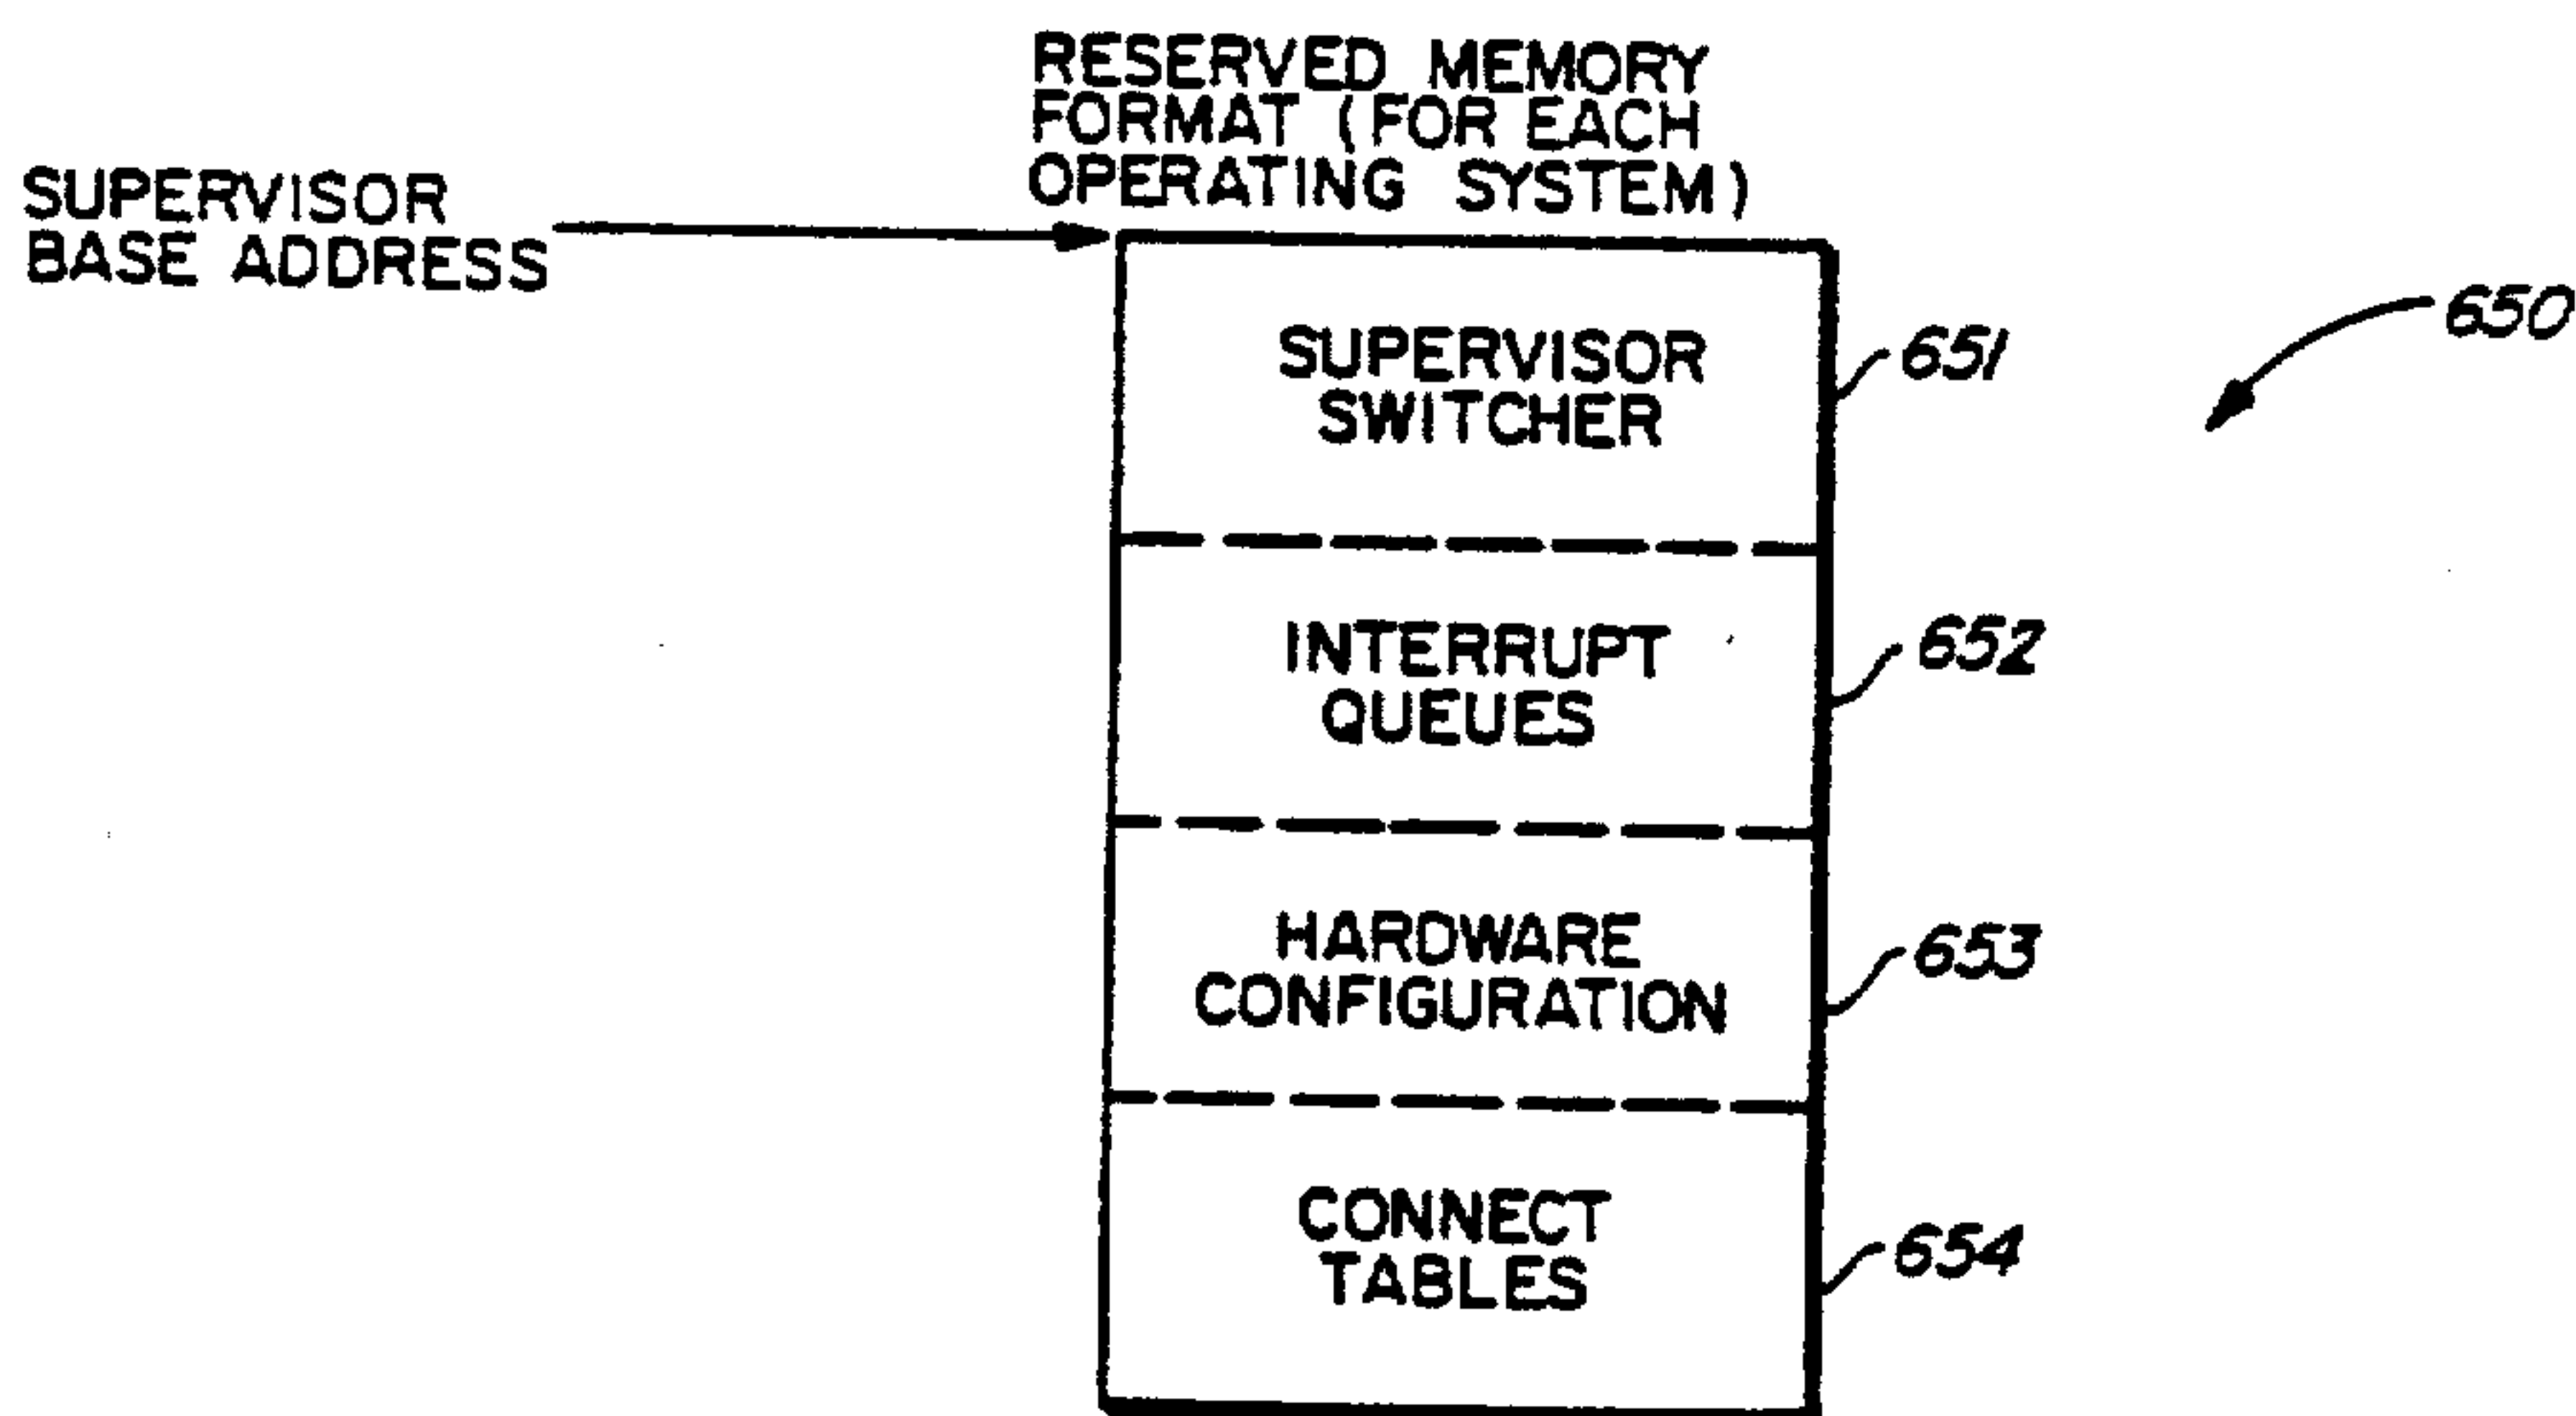 RESERVED MEMORY
FORMAT (FOR EACH
OPERATING SYSTEM)
SUPERVISOR
BASE ADDRESS
SUPERVISOR
SWITCHER
651
650
INTERRUPT
QUEUES
652
HARDWARE
CONFIGURATION
653
CONNECT
TABLES
654